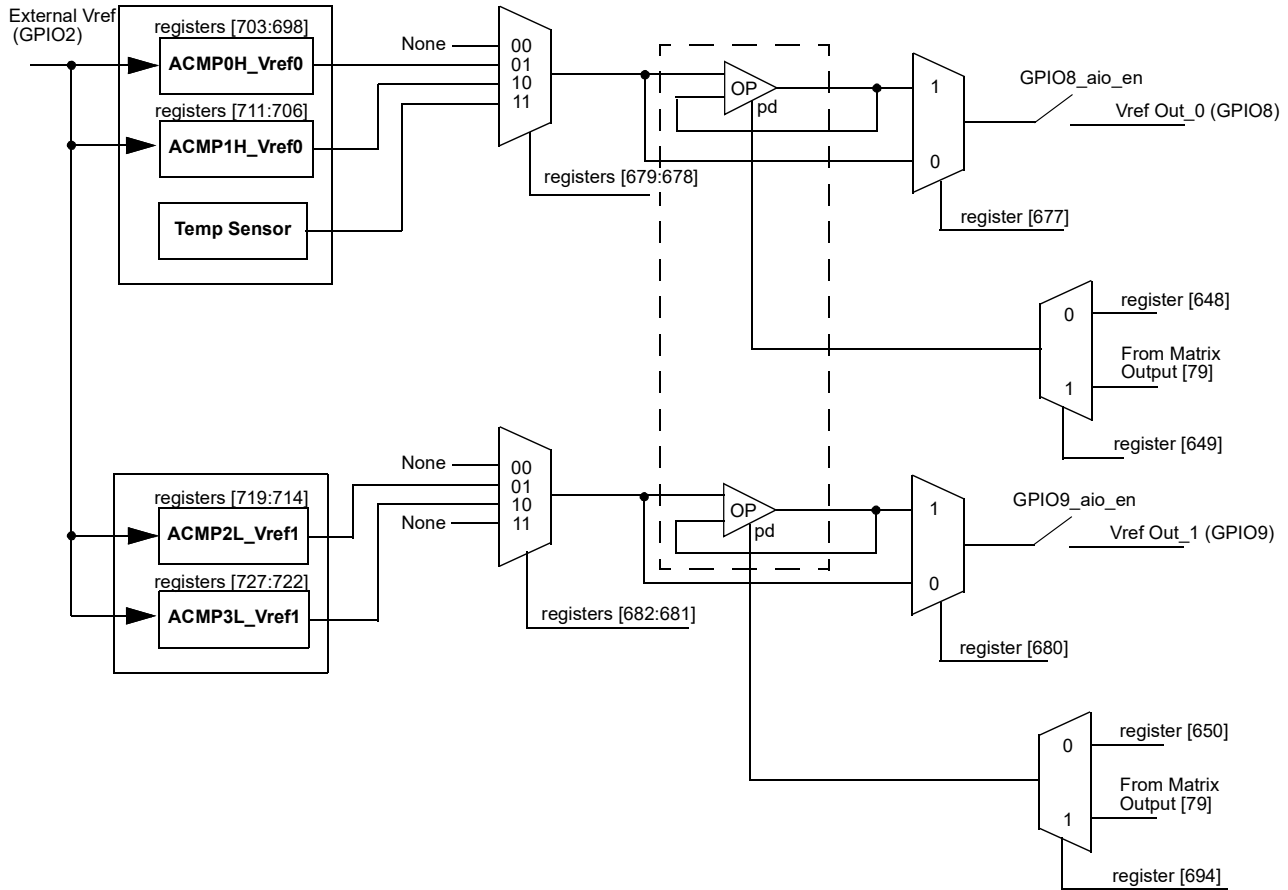 External Vref
(GPIO2)
registers [703:698]
ACMP0H_Vref0
registers [711:706]
ACMP1H_Vref0
Temp Sensor
None
00
01
10
11
registers [679:678]
OP
pd
1
0
register [677]
GPIO8_aio_en
Vref Out_0 (GPIO8)
0
1
register [648]
From Matrix
Output [79]
register [649]
registers [719:714]
ACMP2L_Vref1
registers [727:722]
ACMP3L_Vref1
None
None
00
01
10
11
registers [682:681]
OP
pd
1
0
register [680]
GPIO9_aio_en
Vref Out_1 (GPIO9)
0
1
register [650]
From Matrix
Output [79]
register [694]